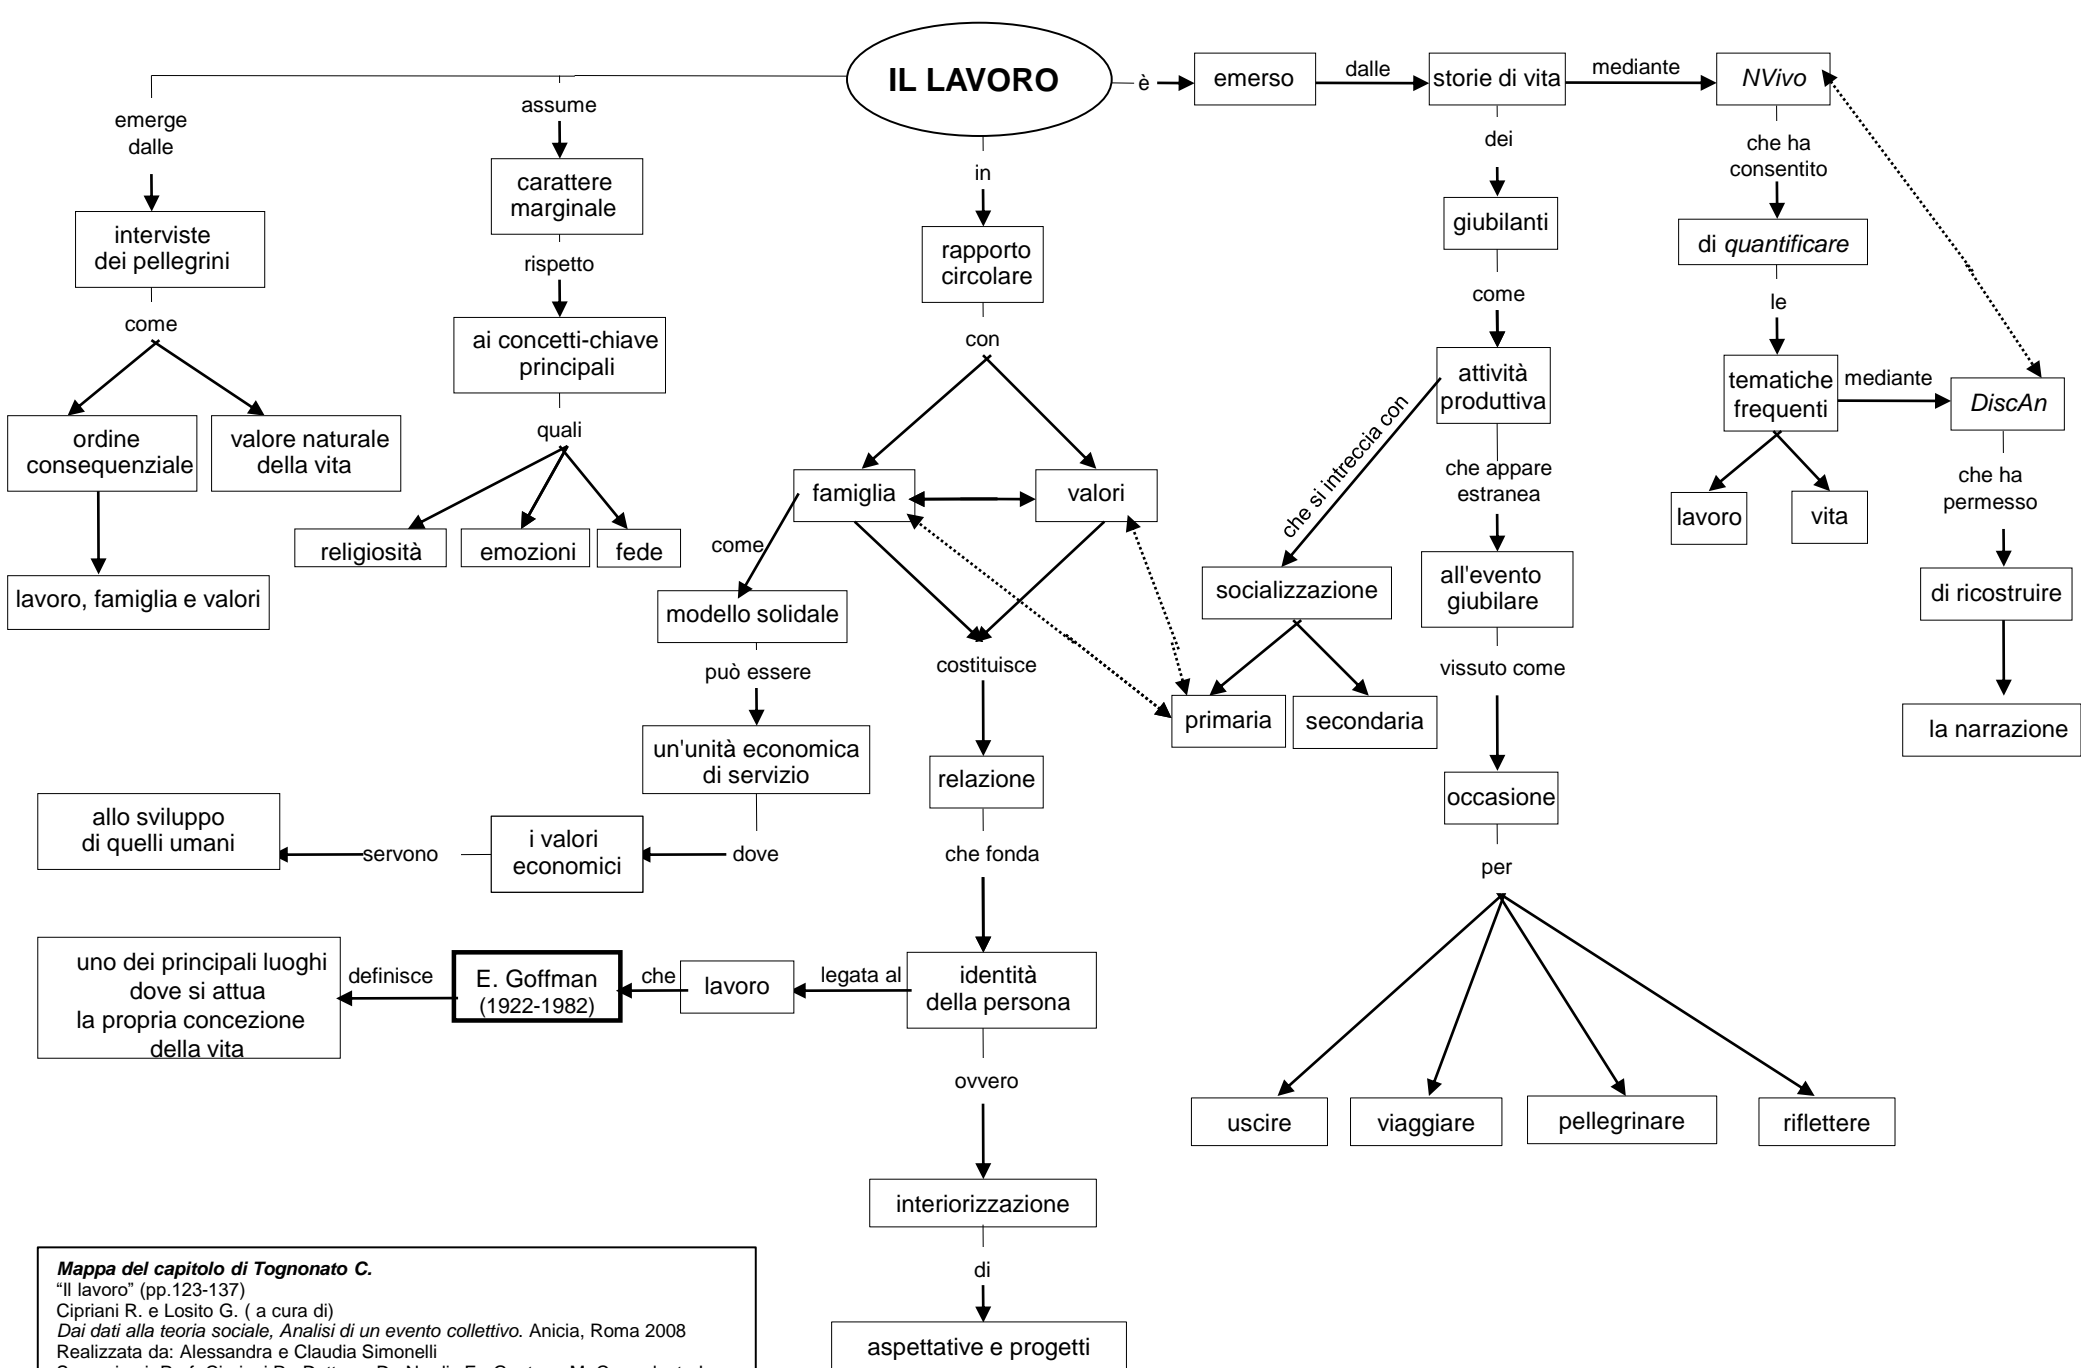 IL LAVORO
emerge
dalle
interviste
dei pellegrini
come
ordine
consequenziale
valore naturale
della vita
lavoro, famiglia e valori
assume
carattere
marginale
rispetto
ai concetti-chiave
principali
quali
religiosità
emozioni
fede
in
rapporto
circolare
con
famiglia
valori
come
modello solidale
può essere
un'unità economica
di servizio
dove
i valori
economici
servono
allo sviluppo
di quelli umani
costituisce
relazione
che fonda
identità
della persona
legata al
lavoro
che
E. Goffman
(1922-1982)
definisce
uno dei principali luoghi
dove si attua
la propria concezione
della vita
ovvero
interiorizzazione
di
aspettative e progetti
è
emerso
dalle
storie di vita
mediante
NVivo
dei
giubilanti
come
attività
produttiva
che si intreccia con
socializzazione
primaria
secondaria
che appare
estranea
all'evento
giubilare
vissuto come
occasione
per
uscire
viaggiare
pellegrinare
riflettere
che ha
consentito
di quantificare
le
tematiche
frequenti
lavoro
vita
mediante
DiscAn
che ha
permesso
di ricostruire
la narrazione
Mappa del capitolo di Tognonato C.
“Il lavoro” (pp.123-137)
Cipriani R. e Losito G. ( a cura di)
Dai dati alla teoria sociale, Analisi di un evento collettivo. Anicia, Roma 2008
Realizzata da: Alessandra e Claudia Simonelli